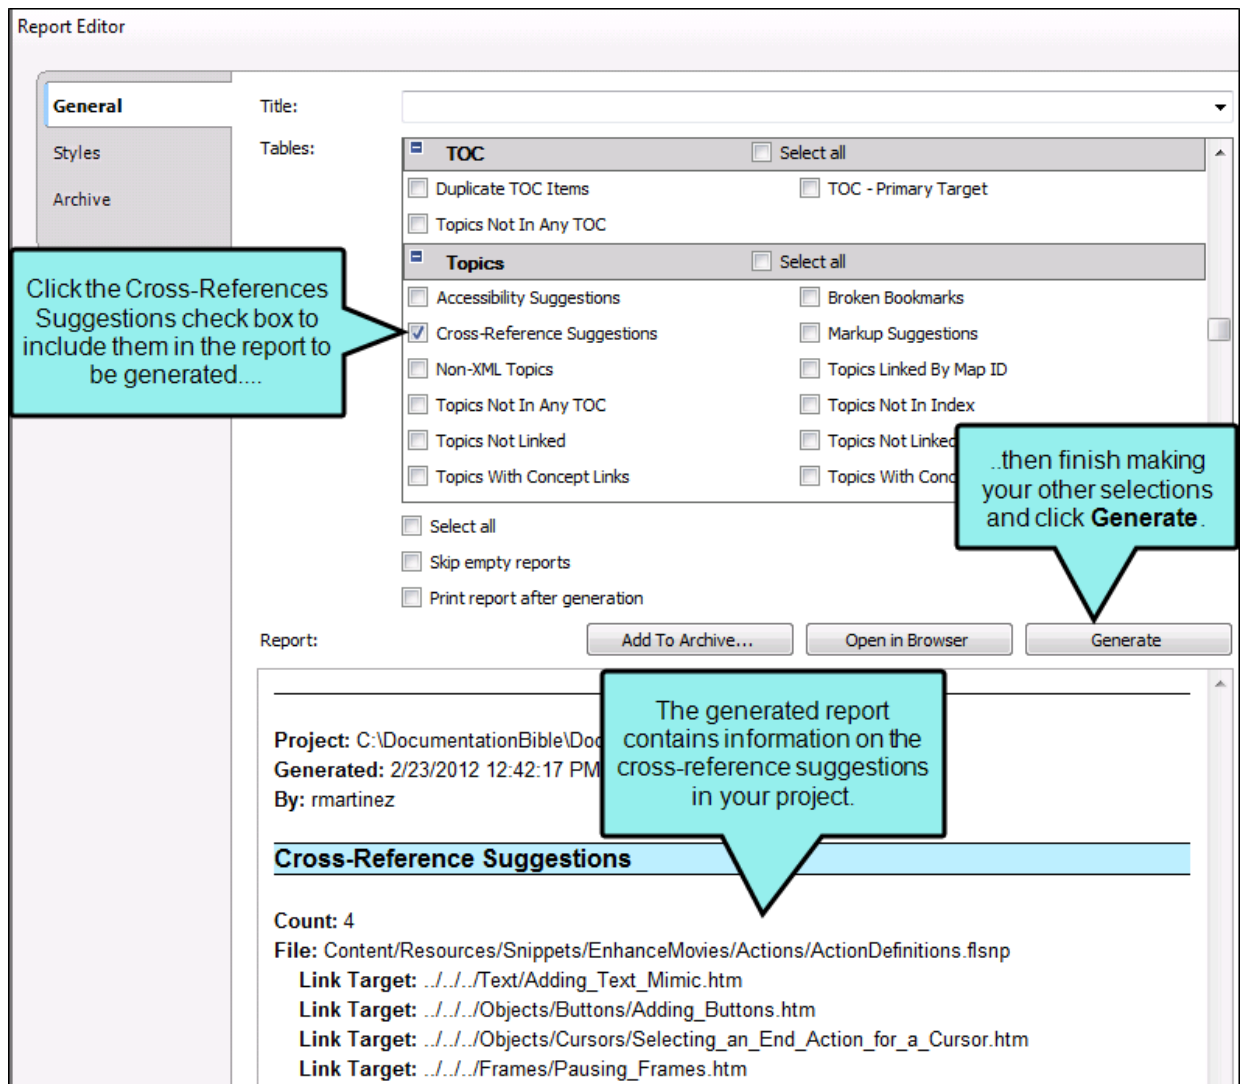 Report Editor
General
Styles
Archive
Title:
Tables:
TOC Select all
Duplicate TOC Items TOC - Primary Target
Topics Not In Any TOC
Topics Select all
Accessibility Suggestions Broken Bookmarks
Cross-Reference Suggestions Markup Suggestions
Non-XML Topics Topics Linked By Map ID
Topics Not In Any TOC Topics Not In Index
Topics Not Linked Topics Not Linked
Topics With Concept Links Topics With
Click the Cross-References
Suggestions check box to
include them in the report to
be generated....
..then finish making
your other selections
and click Generate.
Select all
Skip empty reports
Print report after generation
Report: Add To Archive... Open in Browser Generate
The generated report
contains information on the
cross-reference suggestions
in your project.
Project: C:\DocumentationBible\Doc
Generated: 2/23/2012 12:42:17 PM
By: rmartinez
Cross-Reference Suggestions
Count: 4
File: Content/Resources/Snippets/EnhanceMovies/Actions/ActionDefinitions.flsnp
Link Target: ../../../Text/Adding_Text_Mimic.htm
Link Target: ../../../Objects/Buttons/Adding_Buttons.htm
Link Target: ../../../Objects/Cursors/Selecting_an_End_Action_for_a_Cursor.htm
Link Target: ../../../Frames/Pausing_Frames.htm